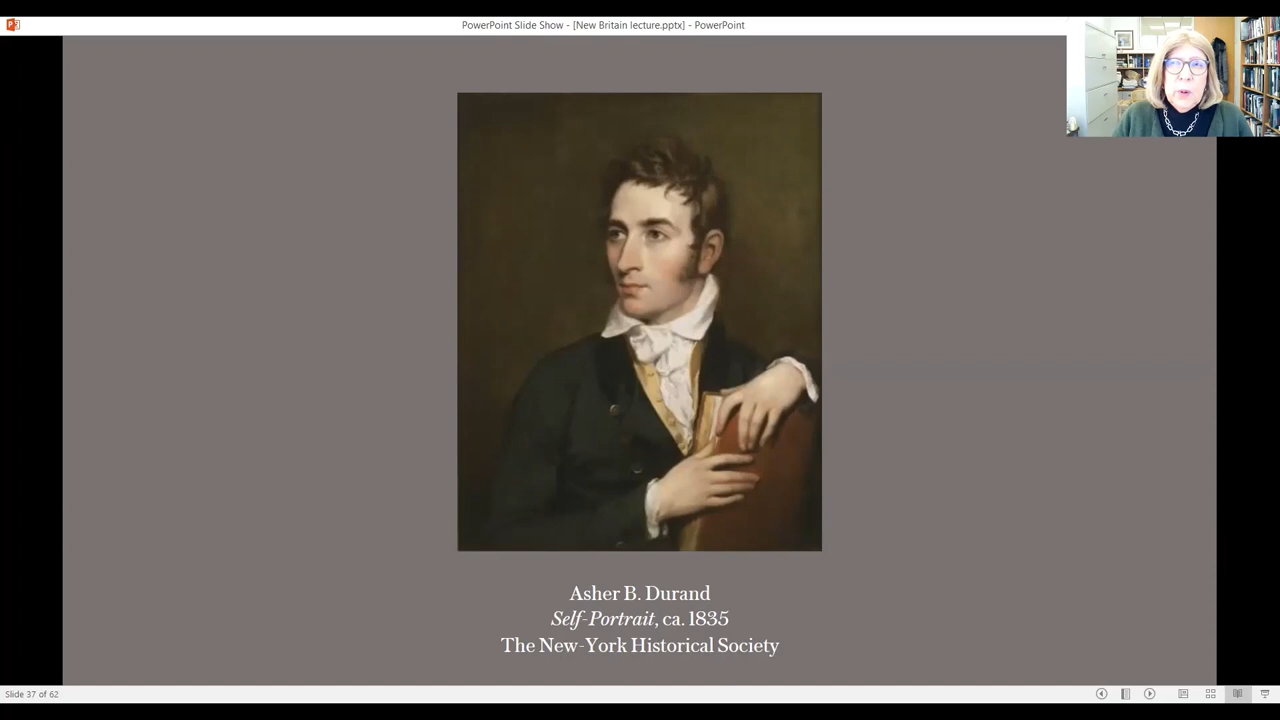 PowerPoint Slide Show - [New Britain lecture.pptx] - PowerPoint
Asher B. Durand
Self-Portrait, ca. 1835
The New-York Historical Society
Slide 37 of 62